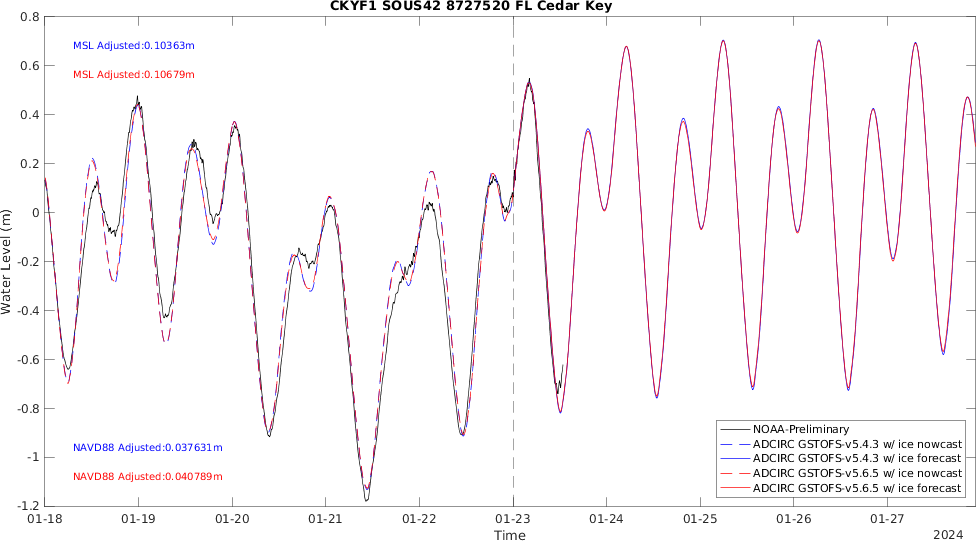 CKYF1 SOUS42 8727520 FL Cedar Key
0.8
0.6
0.4
0.2
0
-0.2
-0.4
-0.6
-0.8
-1
-1.2
Water Level (m)
MSL Adjusted:0.10363m
MSL Adjusted:0.10679m
NAVD88 Adjusted:0.037631m
NAVD88 Adjusted:0.040789m
NOAA-Preliminary
ADCIRC GSTOFS-v5.4.3 w/ ice nowcast
ADCIRC GSTOFS-v5.4.3 w/ ice forecast
ADCIRC GSTOFS-v5.6.5 w/ ice nowcast
ADCIRC GSTOFS-v5.6.5 w/ ice forecast
01-18 01-19 01-20 01-21 01-22 01-23 01-24 01-25 01-26 01-27
Time
2024